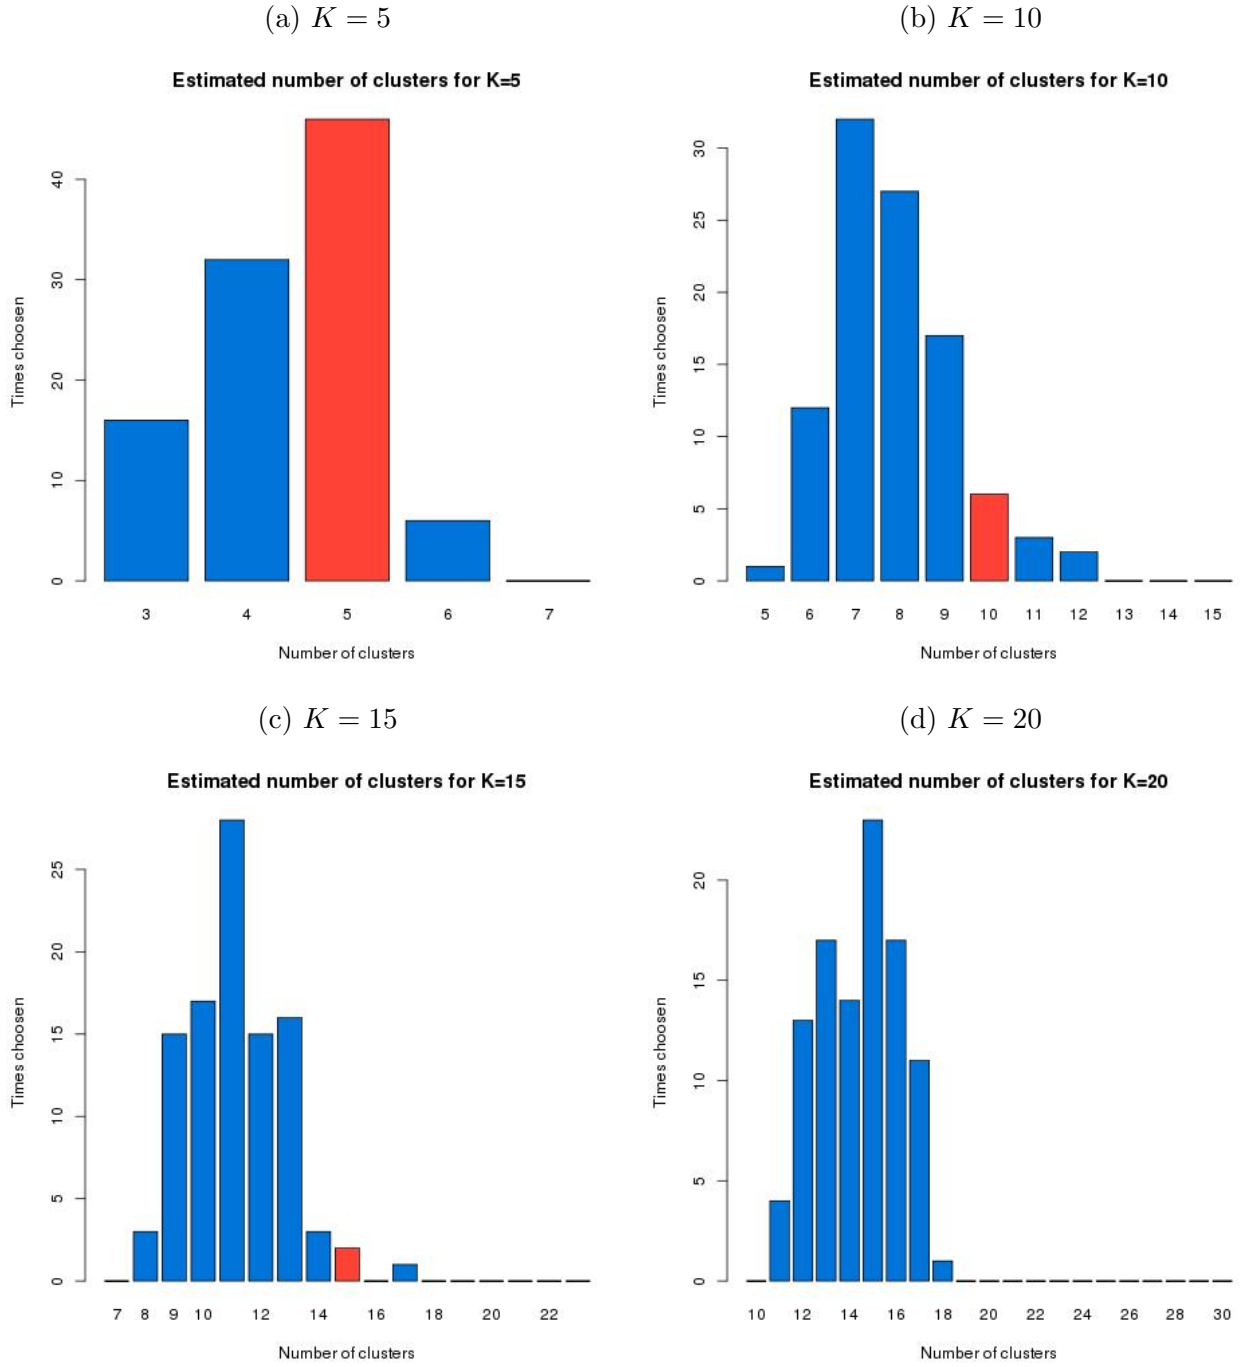 (a) K = 5
Estimated number of clusters for K=5
Times choosen
0
10
20
30
40
3 4 5 6 7
Number of clusters
(b) K = 10
Estimated number of clusters for K=10
Times choosen
0
5
10
15
20
25
30
5 6 7 8 9 10 11 12 13 14 15
Number of clusters
(c) K = 15
Estimated number of clusters for K=15
Times choosen
0
5
10
15
20
25
7 8 9 10 12 14 16 18 20 22
Number of clusters
(d) K = 20
Estimated number of clusters for K=20
Times choosen
0
5
10
15
20
10 12 14 16 18 20 22 24 26 28 30
Number of clusters